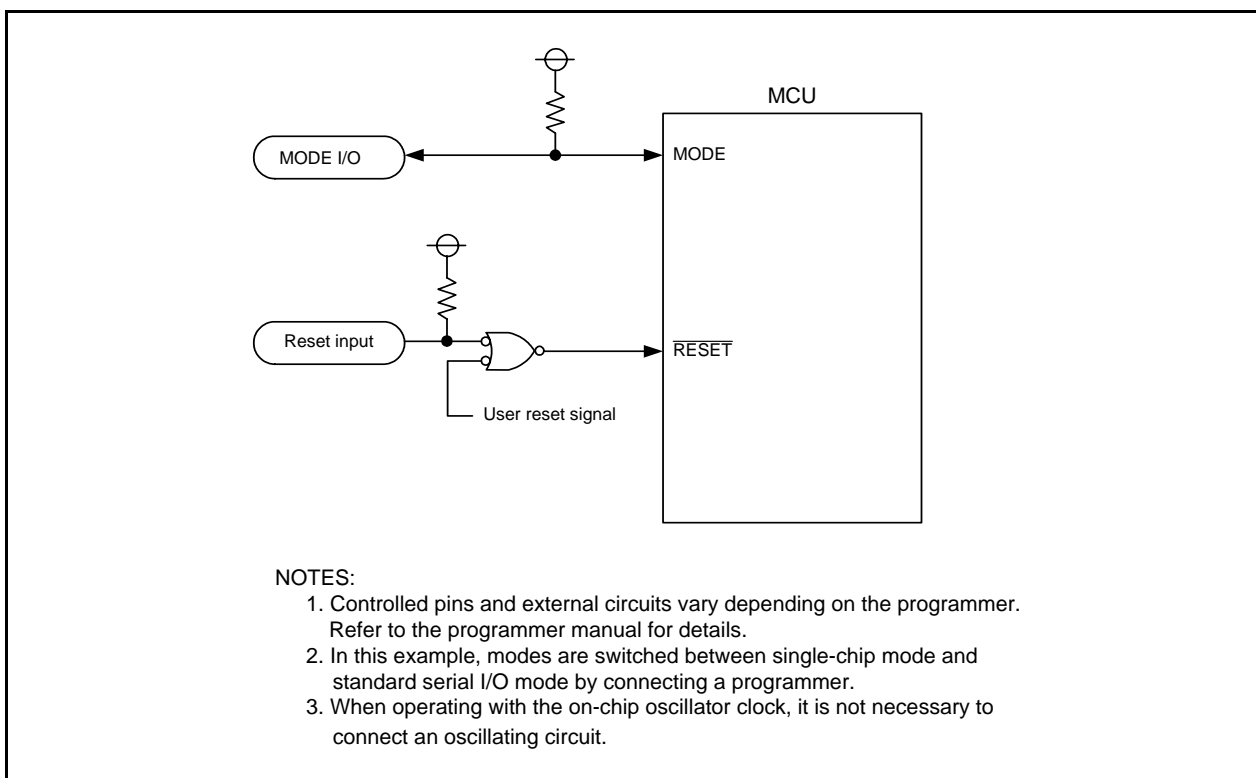 MCU
MODE I/O
MODE
Reset input
RESET
User reset signal
NOTES:
1. Controlled pins and external circuits vary depending on the programmer.
Refer to the programmer manual for details.
2. In this example, modes are switched between single-chip mode and
standard serial I/O mode by connecting a programmer.
3. When operating with the on-chip oscillator clock, it is not necessary to
connect an oscillating circuit.